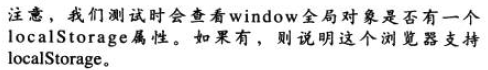 注意，我们测试时会查看window全局对象是否有一个
localStorage属性。如果有，则说明这个浏览器支持
localStorage。